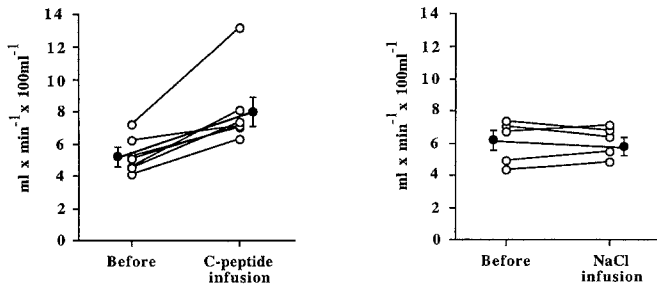 ml x min⁻¹ x 100ml⁻¹
14
12
10
8
6
4
2
0
Before
C-peptide
infusion
ml x min⁻¹ x 100ml⁻¹
14
12
10
8
6
4
2
0
Before
NaCl
infusion